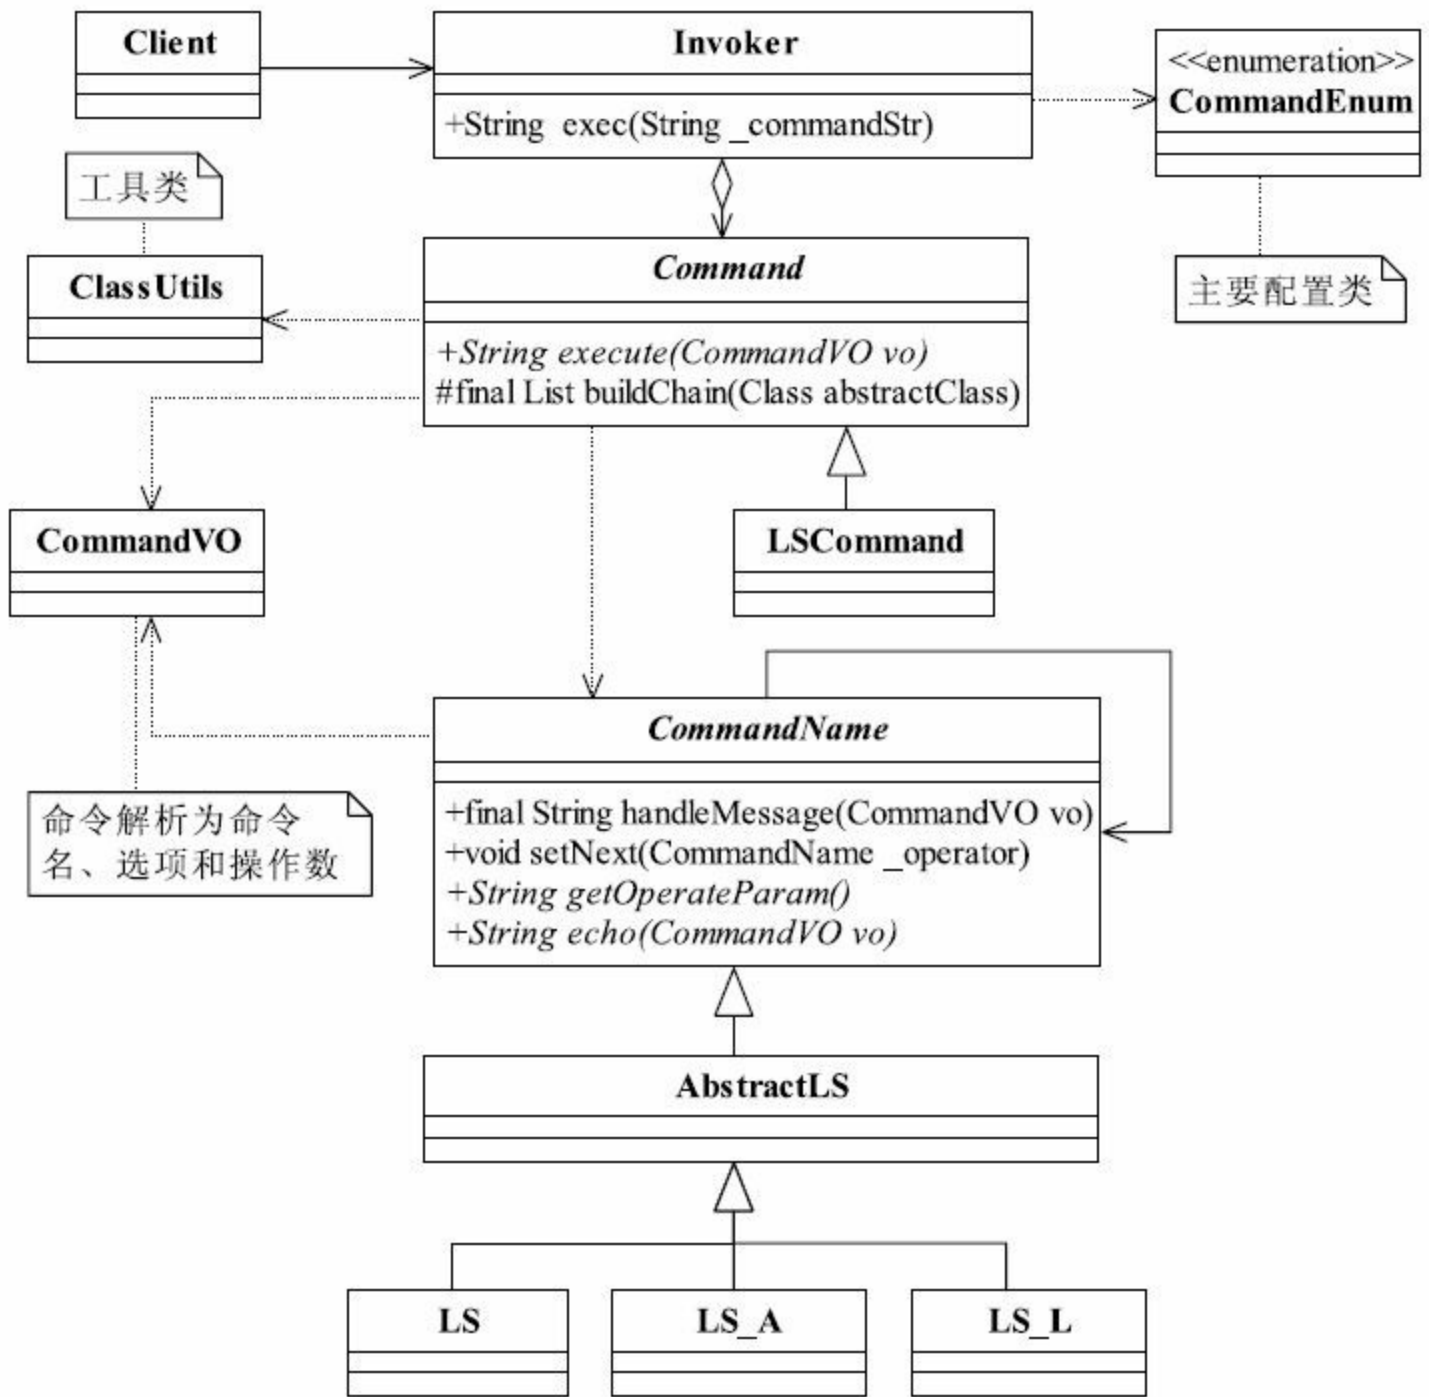 Client
Invoker
+String exec(String _commandStr)
<<enumeration>>
CommandEnum
工具类
ClassUtils
Command
+String execute(CommandVO vo)
#final List buildChain(Class abstractClass)
主要配置类
CommandVO
LSCommand
CommandName
+final String handleMessage(CommandVO vo)
+void setNext(CommandName _operator)
+String getOperateParam()
+String echo(CommandVO vo)
命令解析为命令
名、选项和操作数
AbstractLS
LS
LS_A
LS_L